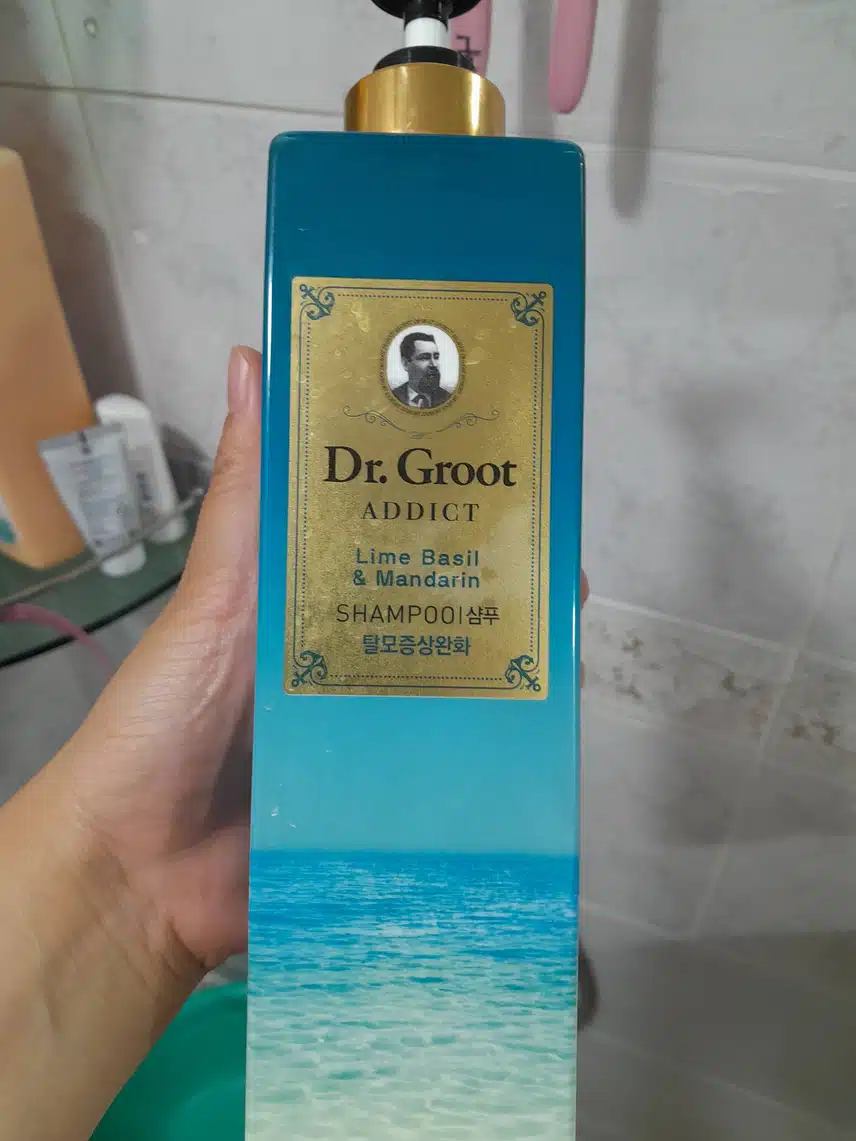 Dr. Groot
ADDICT
Lime Basil
& Mandarin
SHAMPOO|샴푸
탈모증상완화